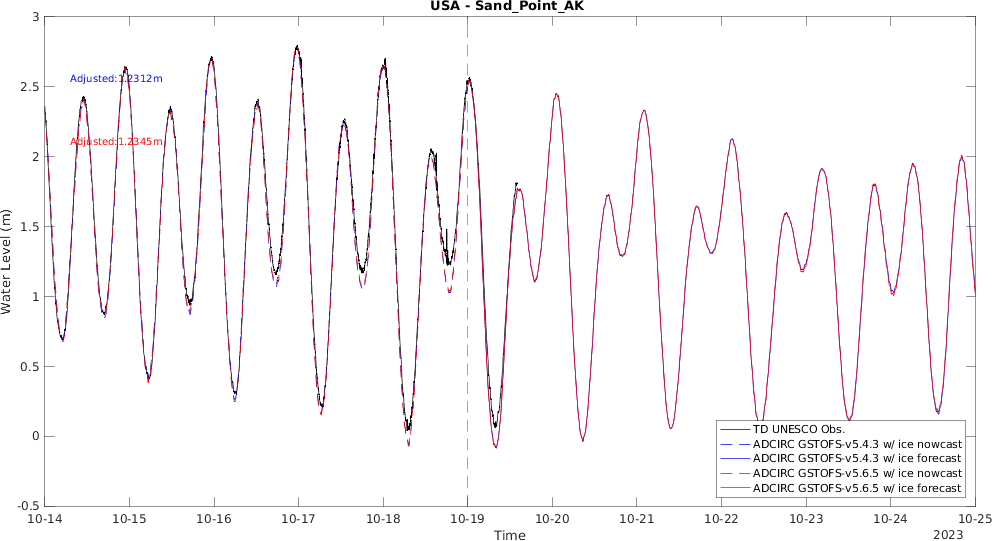 USA - Sand_Point_AK
3
2.5
2
1.5
1
0.5
0
-0.5
Water Level (m)
Adjusted:1.2312m
Adjusted:1.2345m
TD UNESCO Obs.
ADCIRC GSTOFS-v5.4.3 w/ ice nowcast
ADCIRC GSTOFS-v5.4.3 w/ ice forecast
ADCIRC GSTOFS-v5.6.5 w/ ice nowcast
ADCIRC GSTOFS-v5.6.5 w/ ice forecast
10-14 10-15 10-16 10-17 10-18 10-19 10-20 10-21 10-22 10-23 10-24 10-25
Time
2023